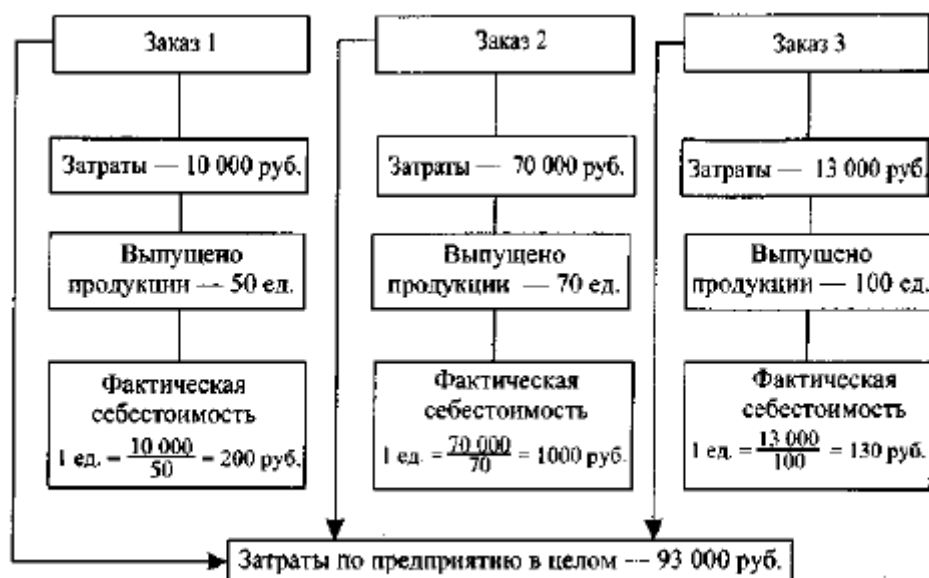 Заказ 1
Затраты — 10 000 руб.
Выпущено
продукции — 50 ед.
Фактическая
себестоимость
1 ед. = 10 000/50 = 200 руб.
Заказ 2
Затраты — 70 000 руб.
Выпущено
продукции — 70 ед.
Фактическая
себестоимость
1 ед. = 70 000/70 = 1000 руб.
Заказ 3
Затраты — 13 000 руб.
Выпущено
продукции — 100 ед.
Фактическая
себестоимость
1 ед. = 13 000/100 = 130 руб.
Затраты по предприятию в целом — 93 000 руб.